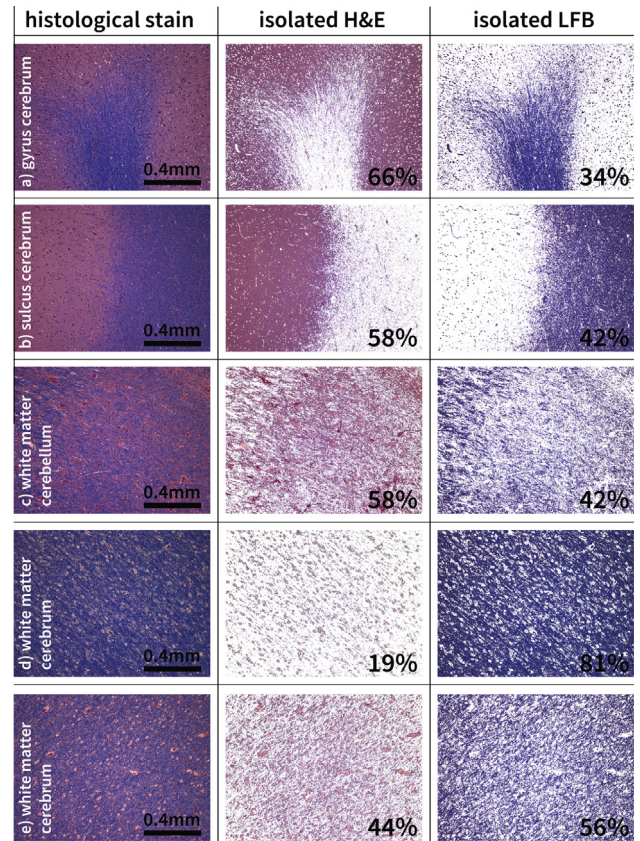 histological stain
isolated H&E
isolated LFB
a) gyrus cerebrum
0.4mm
66%
34%
b) sulcus cerebrum
0.4mm
58%
42%
c) white matter
cerebellum
0.4mm
58%
42%
d) white matter
cerebrum
0.4mm
19%
81%
e) white matter
cerebrum
0.4mm
44%
56%